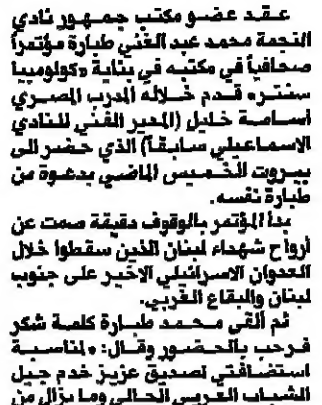 عقد عضو مكتب جمهور نادي
النجمة محمد عبد الغني طبارة مؤتمراً
صحافياً في مكتبه في بناية «كولومبيا
سنتر» قدم خلاله المدرب المصري
اسامة خليل (المدير الفني للنادي
الاسماعيلي سابقاً) الذي حضر الى
بيروت الخميس الماضي بدعوة من
طبارة نفسه.
بدأ المؤتمر بالوقوف دقيقة صمت عن
أرواح شهداء لبنان الذين سقطوا خلال
العدوان الاسرائيلي الاخير على جنوب
لبنان والبقاع الغربي.
ثم ألقى محمد طبارة كلمة شكر
فرحب بالحضور وقال: «لمناسبة
استضافتي لصديق عزيز خدم جيل
الشباب العربي الحالي وما يزال من